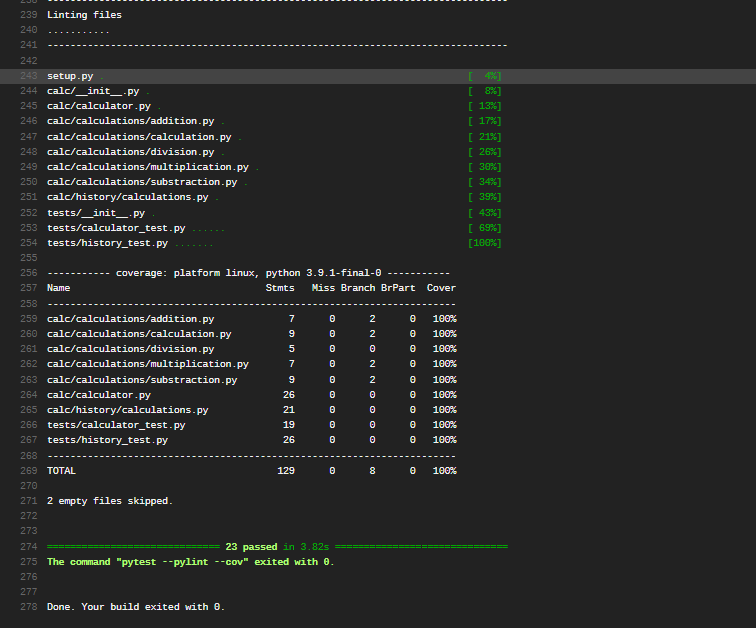 238 --------------------------------------------------------------------------------
239 Linting files
240 ...........
241 --------------------------------------------------------------------------------
242
243 setup.py . [  4%]
244 calc/__init__.py . [  8%]
245 calc/calculator.py . [ 13%]
246 calc/calculations/addition.py . [ 17%]
247 calc/calculations/calculation.py . [ 21%]
248 calc/calculations/division.py . [ 26%]
249 calc/calculations/multiplication.py . [ 30%]
250 calc/calculations/substraction.py . [ 34%]
251 calc/history/calculations.py . [ 39%]
252 tests/__init__.py . [ 43%]
253 tests/calculator_test.py ...... [ 69%]
254 tests/history_test.py ....... [100%]
255
256 ----------- coverage: platform linux, python 3.9.1-final-0 -----------
257 Name Stmts Miss Branch BrPart Cover
258 -----------------------------------------------------------------------
259 calc/calculations/addition.py 7 0 2 0 100%
260 calc/calculations/calculation.py 9 0 2 0 100%
261 calc/calculations/division.py 5 0 0 0 100%
262 calc/calculations/multiplication.py 7 0 2 0 100%
263 calc/calculations/substraction.py 9 0 2 0 100%
264 calc/calculator.py 26 0 0 0 100%
265 calc/history/calculations.py 21 0 0 0 100%
266 tests/calculator_test.py 19 0 0 0 100%
267 tests/history_test.py 26 0 0 0 100%
268 -----------------------------------------------------------------------
269 TOTAL 129 0 8 0 100%
270
271 2 empty files skipped.
272
273
274 ============================== 23 passed in 3.82s ==============================
275 The command "pytest --pylint --cov" exited with 0.
276
277
278 Done. Your build exited with 0.